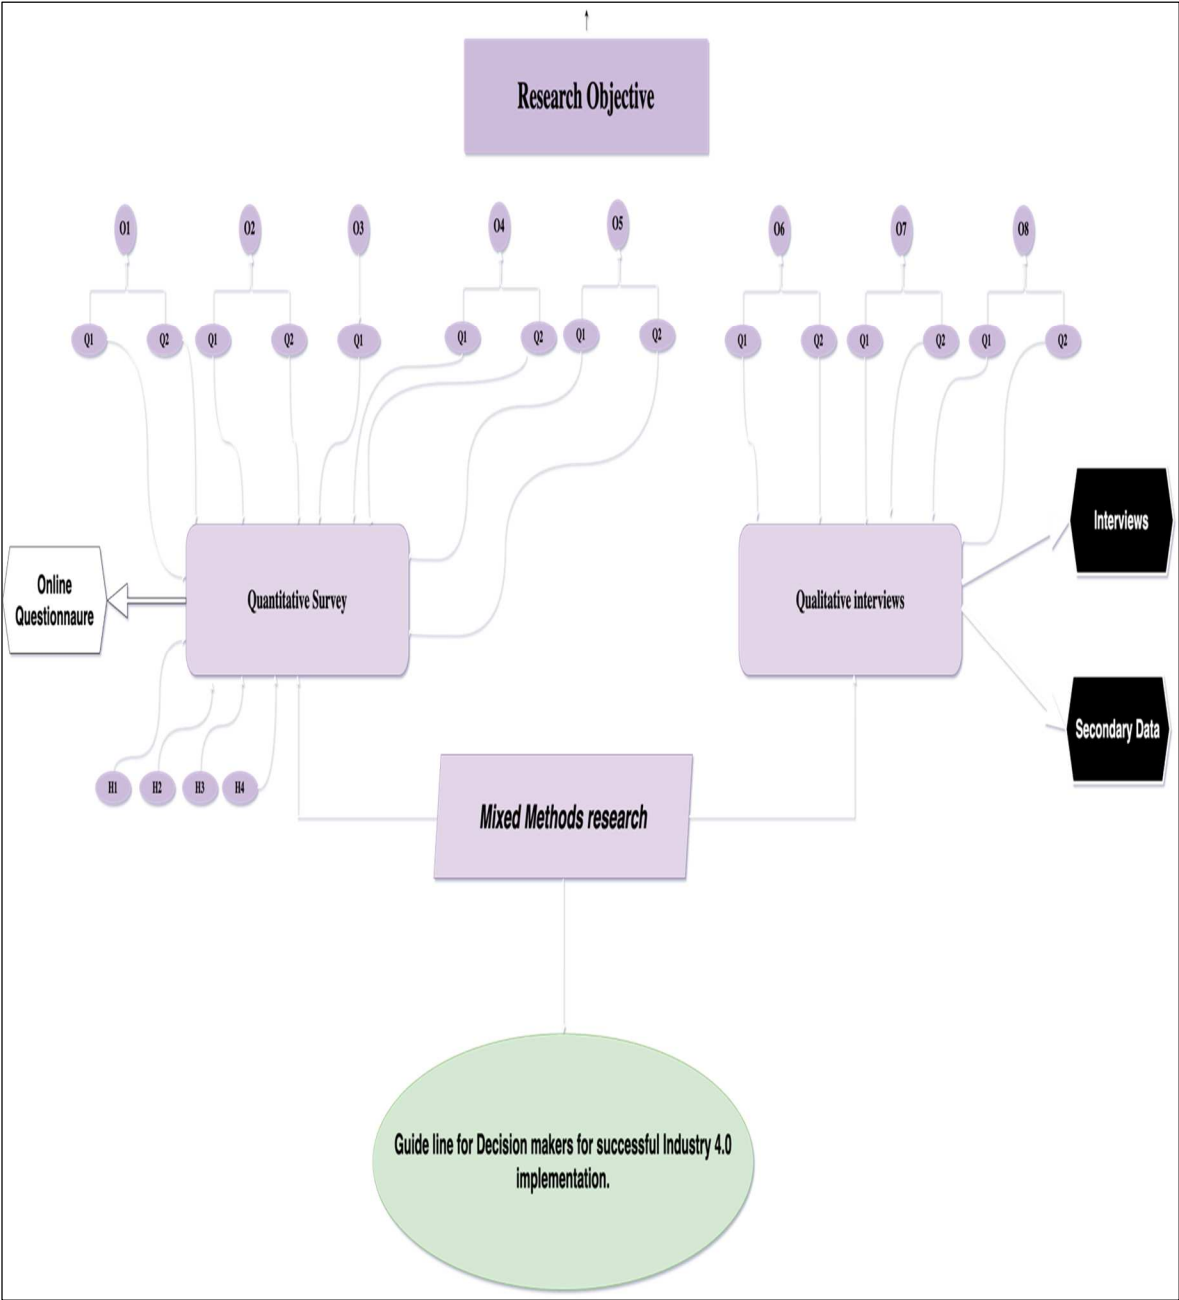 Research Objective
O1
O2
O3
O4
O5
O6
O7
O8
Q1
Q2
Q1
Q2
Q1
Q1
Q2
Q1
Q2
Q1
Q2
Q1
Q2
Q1
Q2
Online
Questionnaure
Quantitative Survey
Qualitative interviews
Interviews
Secondary Data
H1
H2
H3
H4
Mixed Methods research
Guide line for Decision makers for successful Industry 4.0
implementation.